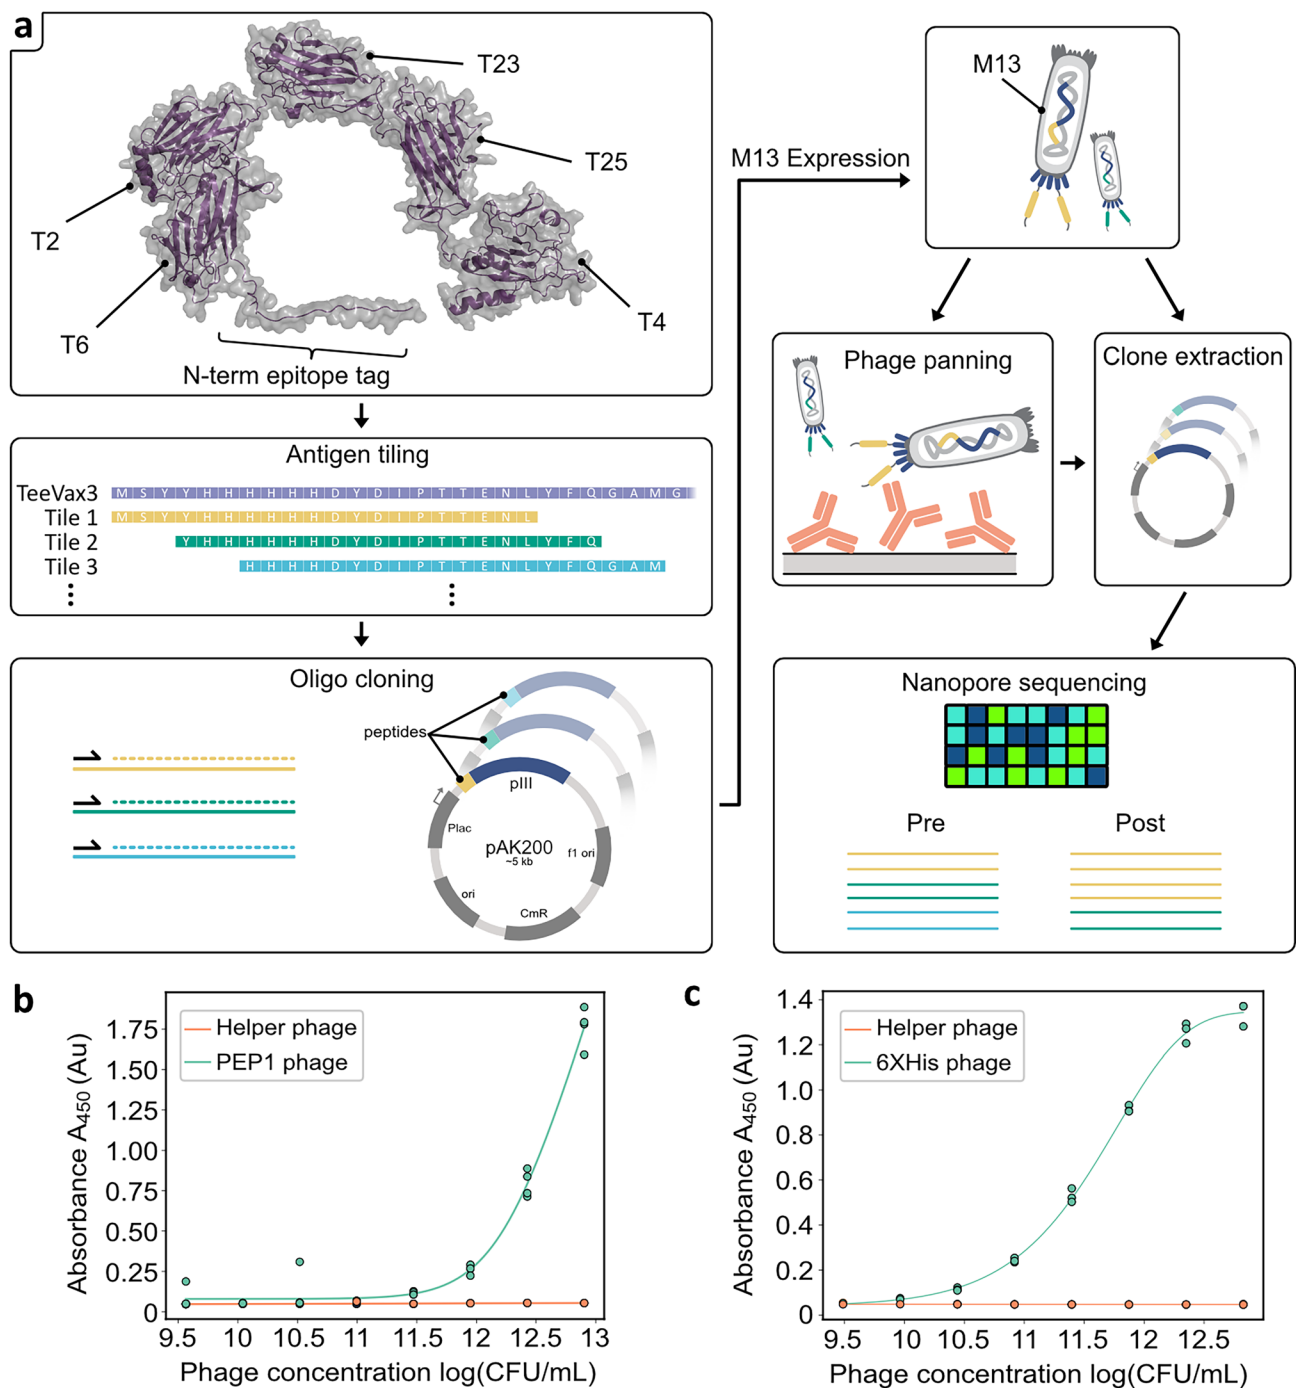 a
T23
T25
T2
T6
T4
N-term epitope tag
Antigen tiling
TeeVax3 M S Y Y H H H H H H D Y D I P T T E N L Y F Q G A M G
Tile 1 M S Y Y H H H H H H D Y D I P T T E N L
Tile 2 Y H H H H H H D Y D I P T T E N L Y F Q
Tile 3 H H H H D Y D I P T T E N L Y F Q G A M
Oligo cloning
peptides
pIII
Plac
pAK200
~5 kb
f1 ori
ori
CmR
M13 Expression
M13
Phage panning
Clone extraction
Nanopore sequencing
Pre
Post
b
Absorbance A450 (Au)
Helper phage
PEP1 phage
1.75
1.50
1.25
1.00
0.75
0.50
0.25
0
9.5 10 10.5 11 11.5 12 12.5 13
Phage concentration log(CFU/mL)
c
Absorbance A450 (Au)
Helper phage
6XHis phage
1.4
1.2
1.0
0.8
0.6
0.4
0.2
0
9.5 10 10.5 11 11.5 12 12.5
Phage concentration log(CFU/mL)